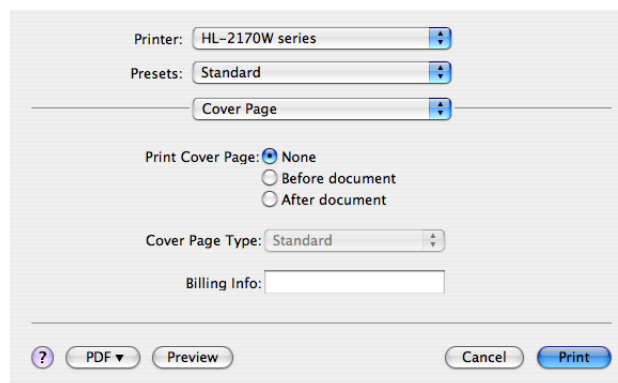 Printer: HL-2170W series
Presets: Standard
Cover Page
Print Cover Page: None
Before document
After document
Cover Page Type: Standard
Billing Info:
? PDF ▼ Preview Cancel Print